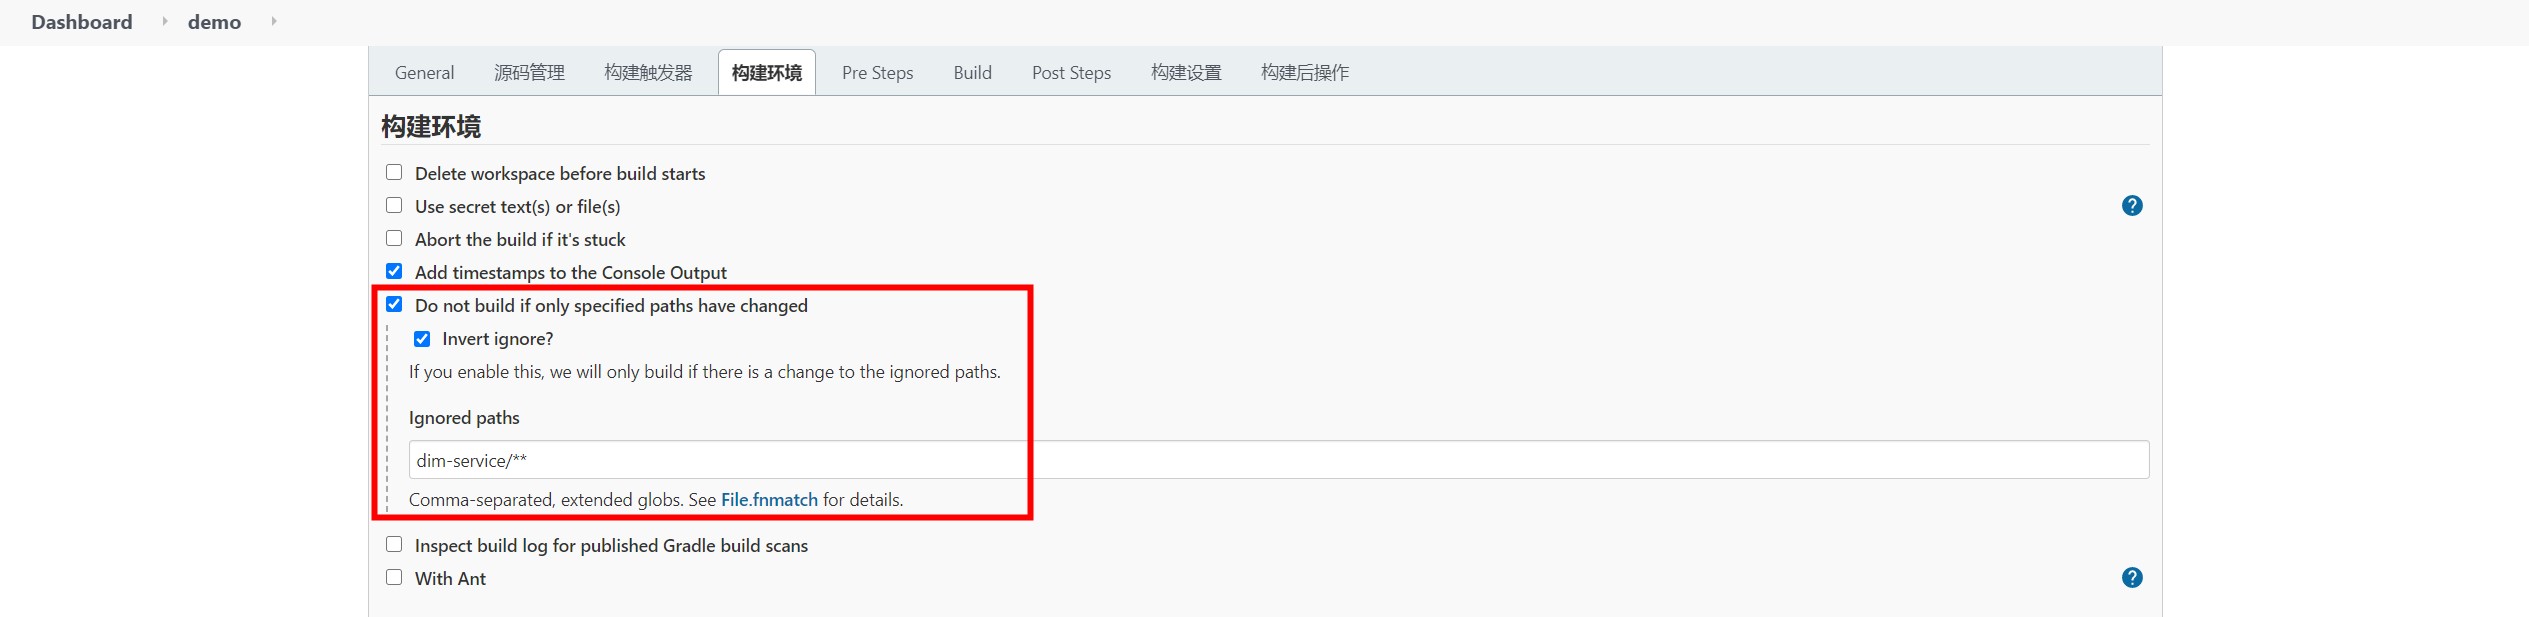 Dashboard demo
General 源码管理 构建触发器 构建环境 Pre Steps Build Post Steps 构建设置 构建后操作
构建环境
Delete workspace before build starts
Use secret text(s) or file(s)
Abort the build if it's stuck
Add timestamps to the Console Output
Do not build if only specified paths have changed
Invert ignore?
If you enable this, we will only build if there is a change to the ignored paths.
Ignored paths
dim-service/**
Comma-separated, extended globs. See File.fnmatch for details.
Inspect build log for published Gradle build scans
With Ant